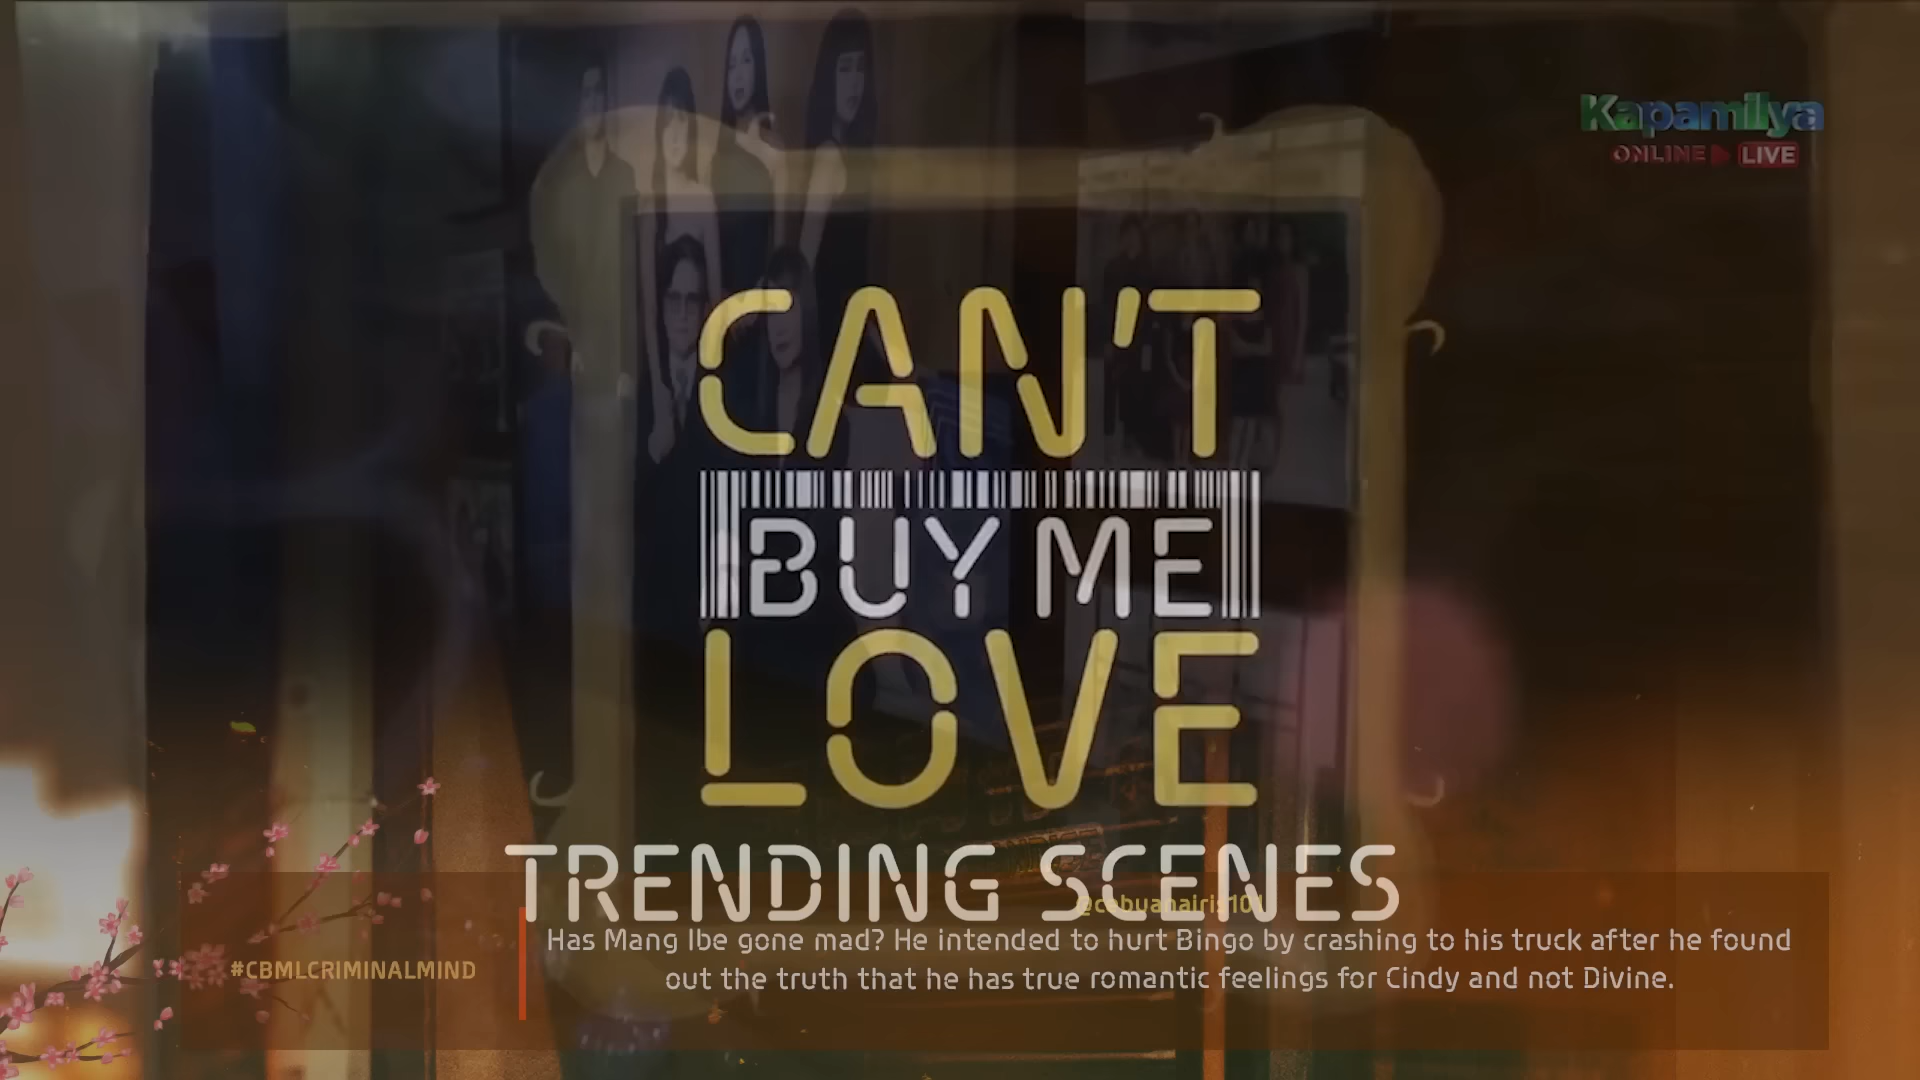 Kapamilya
ONLINE LIVE
CAN'T
BUY ME
LOVE
TRENDING SCENES
@cebuanairis101
Has Mang Ibe gone mad? He intended to hurt Bingo by crashing to his truck after he found
#CBMLCRIMINALMIND
out the truth that he has true romantic feelings for Cindy and not Divine.